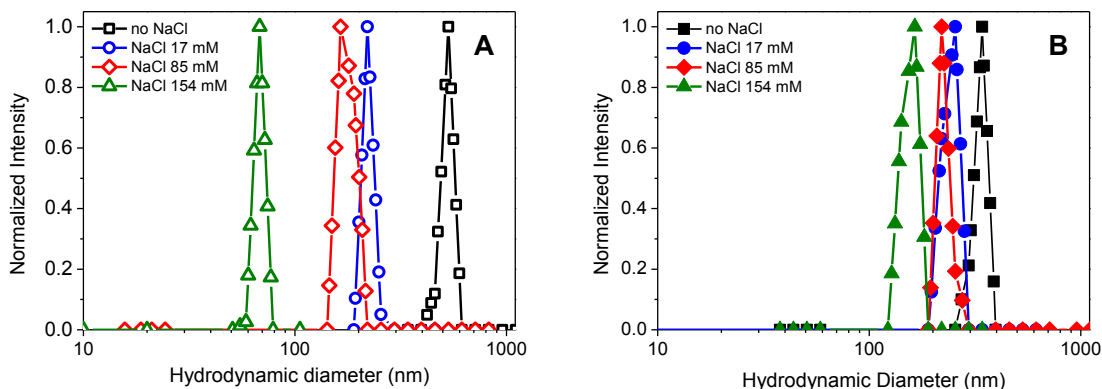 no NaCl
NaCl 17 mM
NaCl 85 mM
NaCl 154 mM
A
1.0
0.8
0.6
0.4
0.2
0.0
Normalized Intensity
10
100
1000
Hydrodynamic diameter (nm)
no NaCl
NaCl 17 mM
NaCl 85 mM
NaCl 154 mM
B
1.0
0.8
0.6
0.4
0.2
0.0
Normalized Intensity
10
100
1000
Hydrodynamic Diameter (nm)